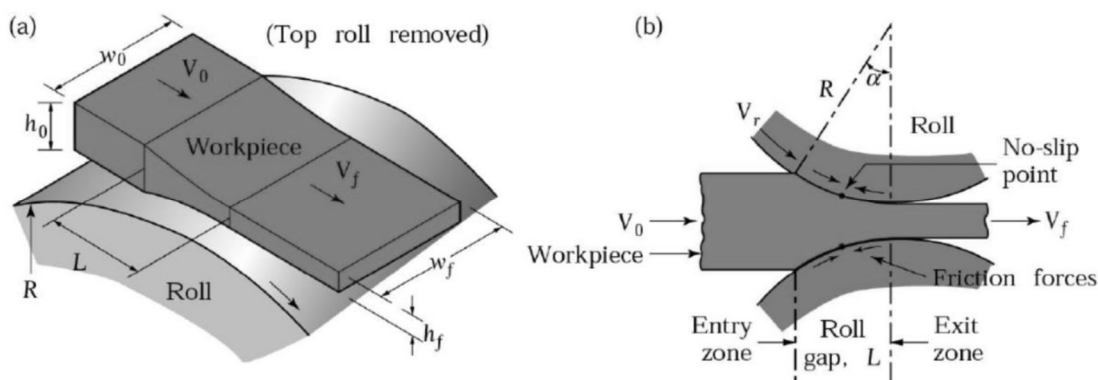 (a)
(Top roll removed)
w0
V0
h0
Workpiece
Vf
L
R
Roll
wf
hf
(b)
R
α
Vr
Roll
No-slip
point
V0
Vf
Workpiece
Friction forces
Entry
zone
Roll
gap, L
Exit
zone